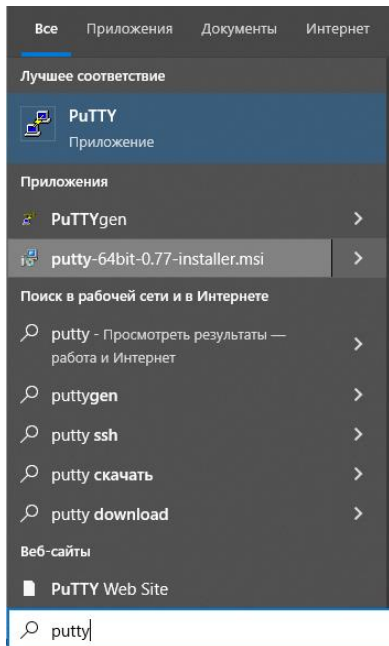 Все Приложения Документы Интернет
Лучшее соответствие
PuTTY
Приложение
Приложения
PuTTYgen
putty-64bit-0.77-installer.msi
Поиск в рабочей сети и в Интернете
putty - Просмотреть результаты —
работа и Интернет
puttygen
putty ssh
putty скачать
putty download
Веб-сайты
PuTTY Web Site
putty